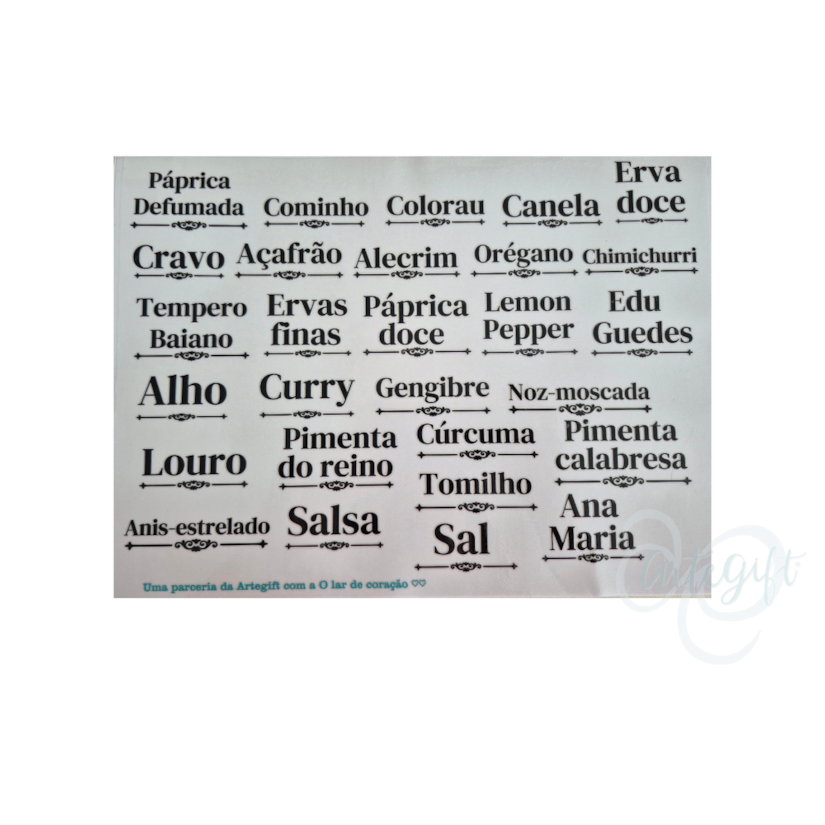 Páprica
Defumada
Cominho
Colorau
Canela
Erva
doce
Cravo
Açafrão
Alecrim
Orégano
Chimichurri
Tempero
Baiano
Ervas
finas
Páprica
doce
Lemon
Pepper
Edu
Guedes
Alho
Curry
Gengibre
Noz-moscada
Louro
Pimenta
do reino
Cúrcuma
Tomilho
Pimenta
calabresa
Anis-estrelado
Salsa
Sal
Ana
Maria
Uma parceria da Artegift com a O lar de coração ♡♡
Artegift